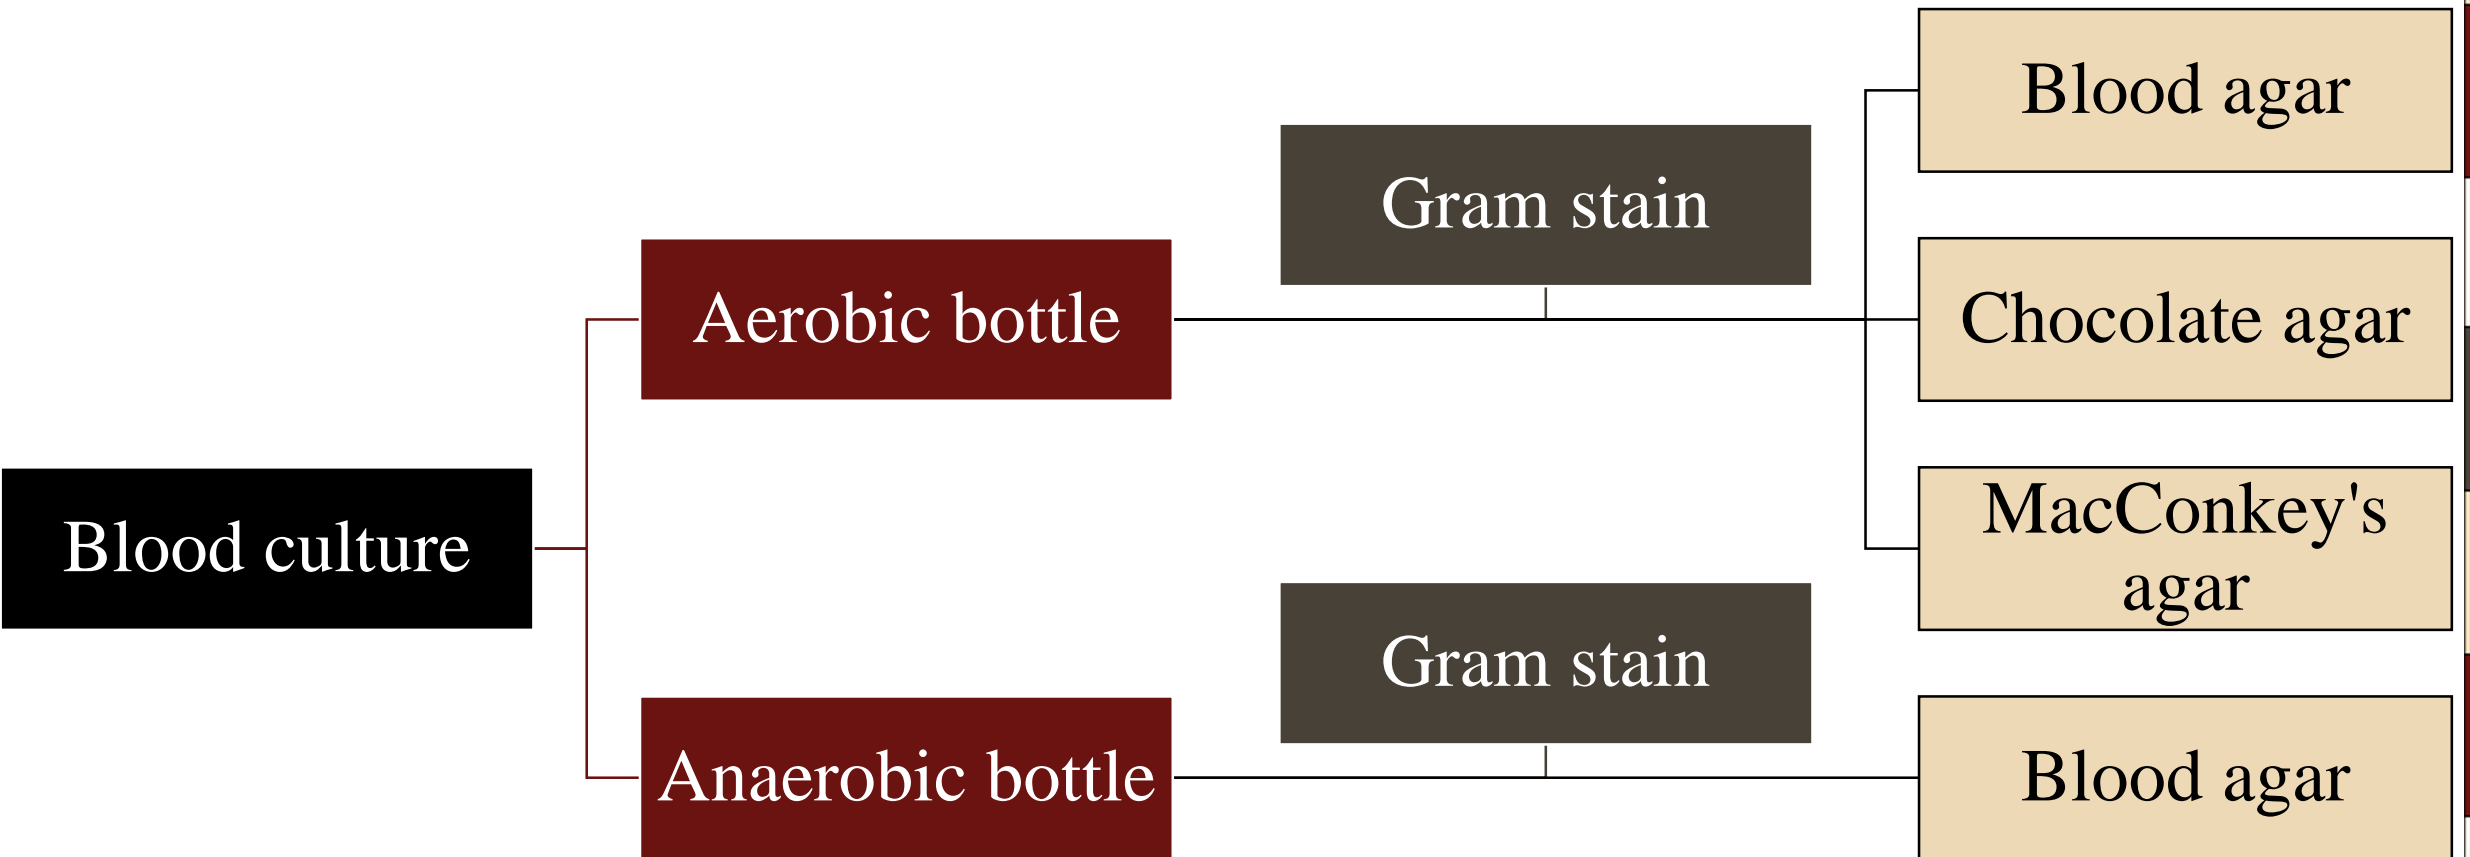 Blood culture
Aerobic bottle
Gram stain
Blood agar
Chocolate agar
MacConkey's
agar
Anaerobic bottle
Gram stain
Blood agar